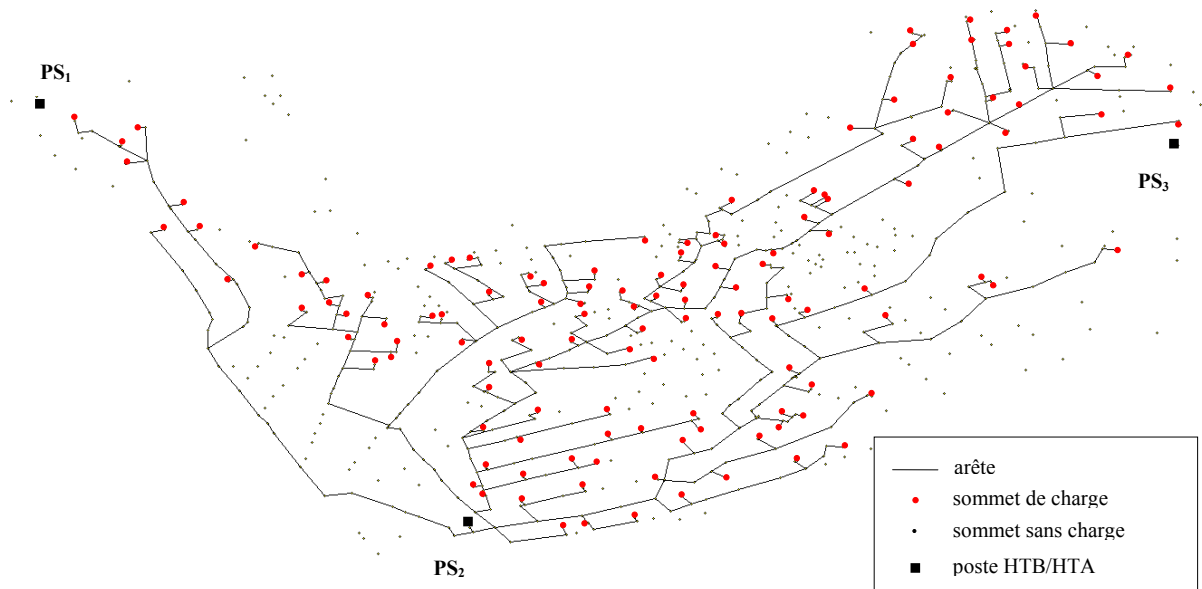 PS₁
PS₃
PS₂
arête
sommet de charge
sommet sans charge
poste HTB/HTA